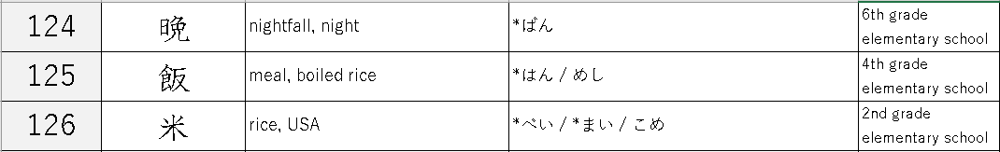 124 晩 nightfall, night *ばん 6th grade
elementary school
125 飯 meal, boiled rice *はん / めし 4th grade
elementary school
126 米 rice, USA *べい / *まい / こめ 2nd grade
elementary school